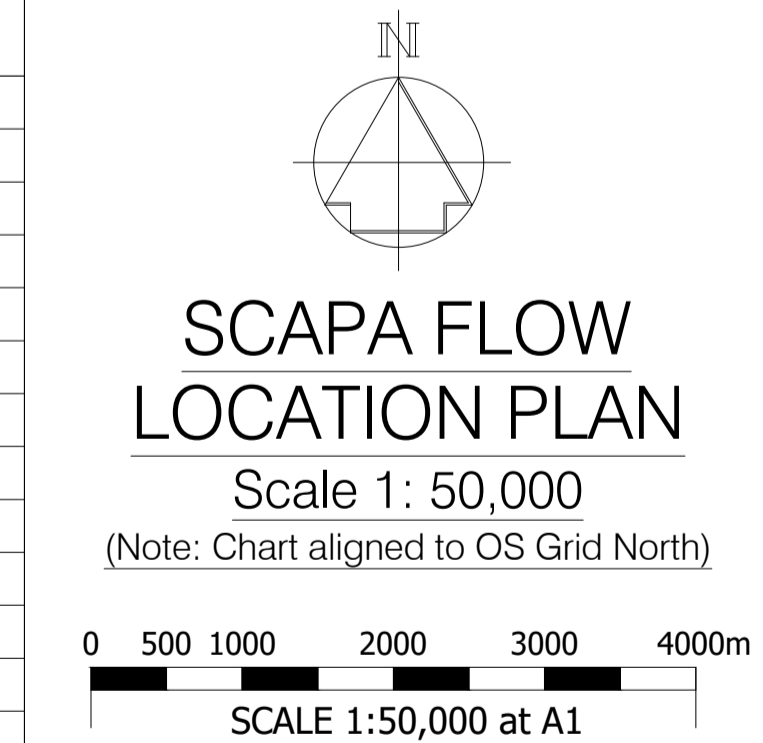 N
SCAPA FLOW
LOCATION PLAN
Scale 1: 50,000
(Note: Chart aligned to OS Grid North)
0 500 1000 2000 3000 4000m
SCALE 1:50,000 at A1